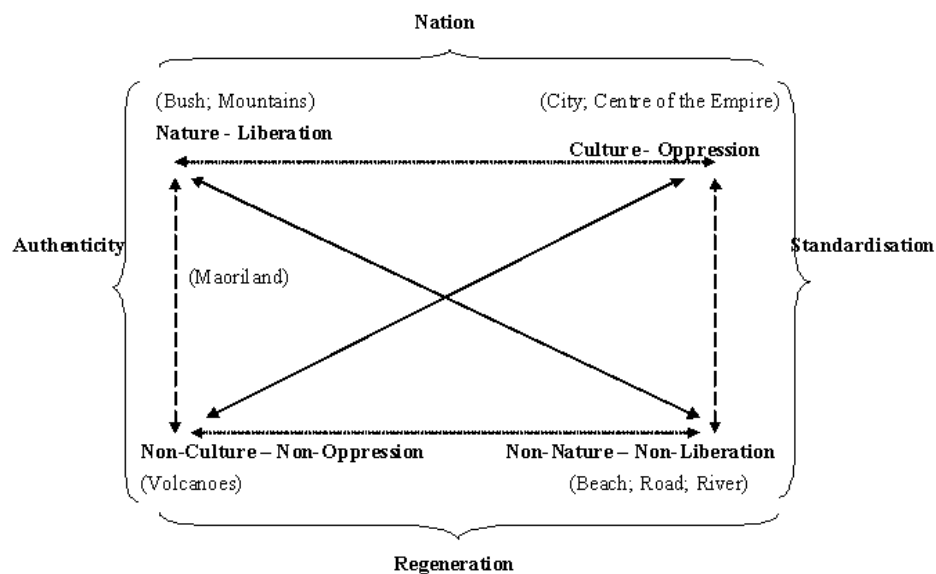 Nation
(Bush; Mountains)
(City; Centre of the Empire)
Nature - Liberation
Culture- Oppression
Authenticity
Standardisation
(Maoriland)
Non-Culture – Non-Oppression
Non-Nature – Non-Liberation
(Volcanoes)
(Beach; Road; River)
Regeneration